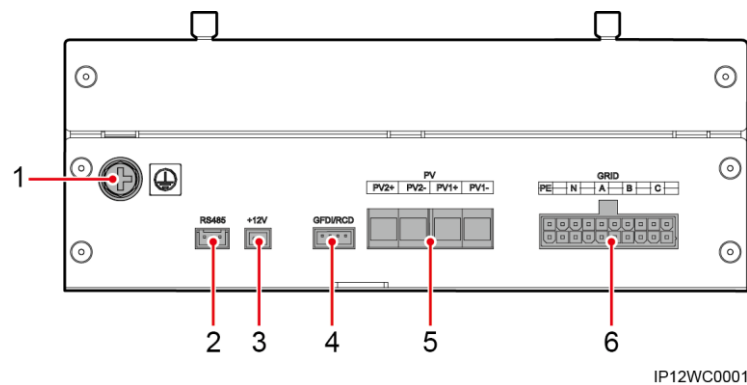 1
PV
GRID
PV2+ PV2- PV1+ PV1-
PE N A B C
RS485 +12V GFDI/RCD
2 3 4 5 6
IP12WC0001